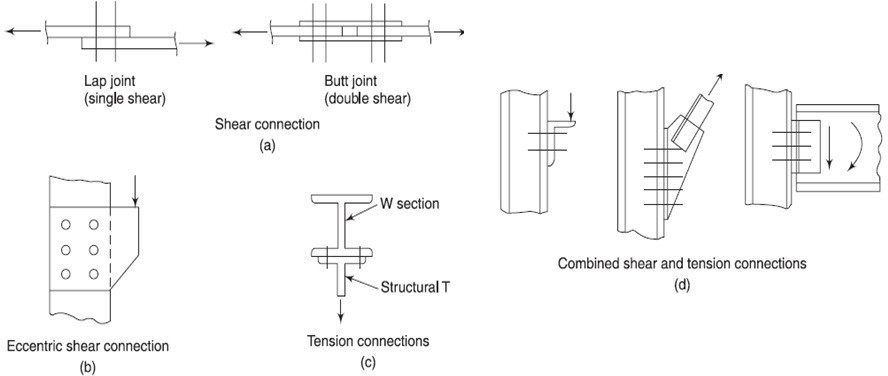 Lap joint
(single shear)
Butt joint
(double shear)
Shear connection
(a)
Eccentric shear connection
(b)
W section
Structural T
Tension connections
(c)
Combined shear and tension connections
(d)